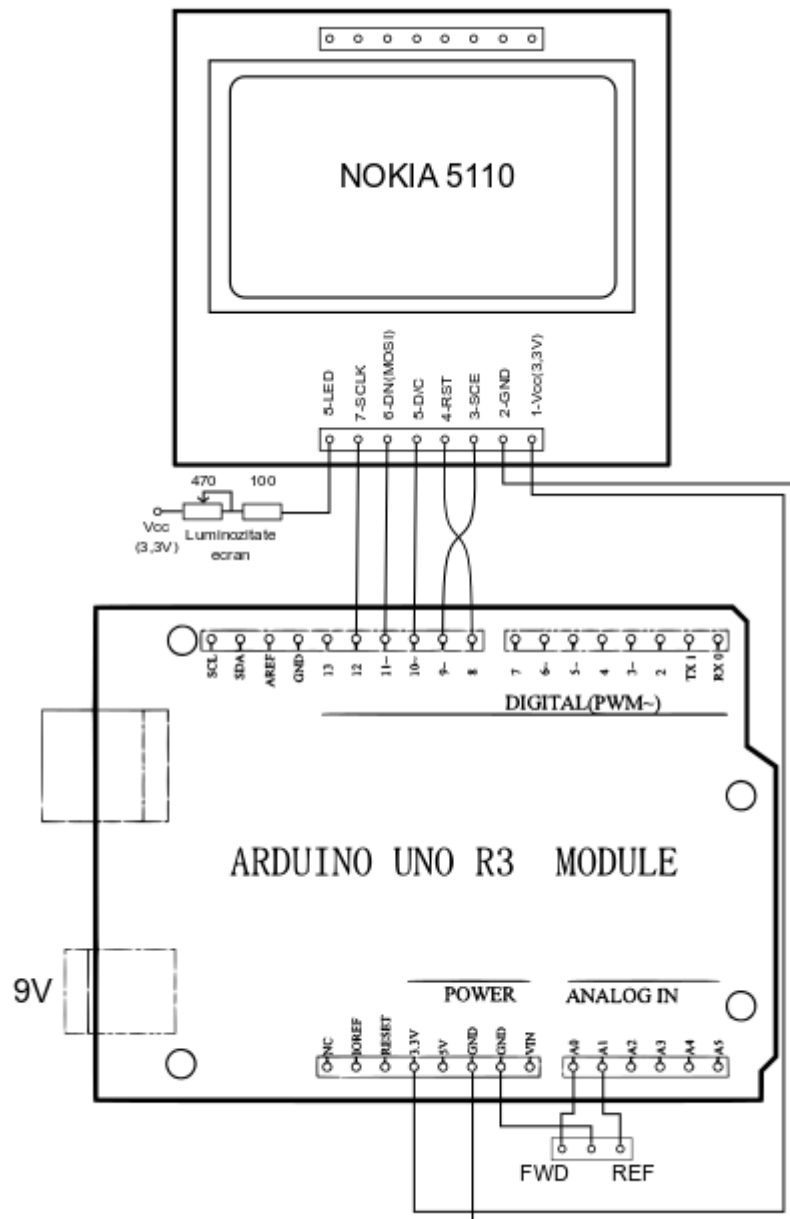 NOKIA 5110
8-LED
7-SCLK
6-DN(MOSI)
5-D/C
4-RST
3-SCE
2-GND
1-Vcc(3,3V)
470
100
Vcc
(3,3V)
Luminozitate
ecran
SCL
SDA
AREF
GND
13
12
11~
10~
9~
8
7
6~
5~
4
3~
2
TX 1
RX 0
DIGITAL(PWM~)
ARDUINO UNO R3 MODULE
9V
POWER
ANALOG IN
NC
IOREF
RESET
3.3V
5V
GND
GND
VIN
A0
A1
A2
A3
A4
A5
FWD
REF